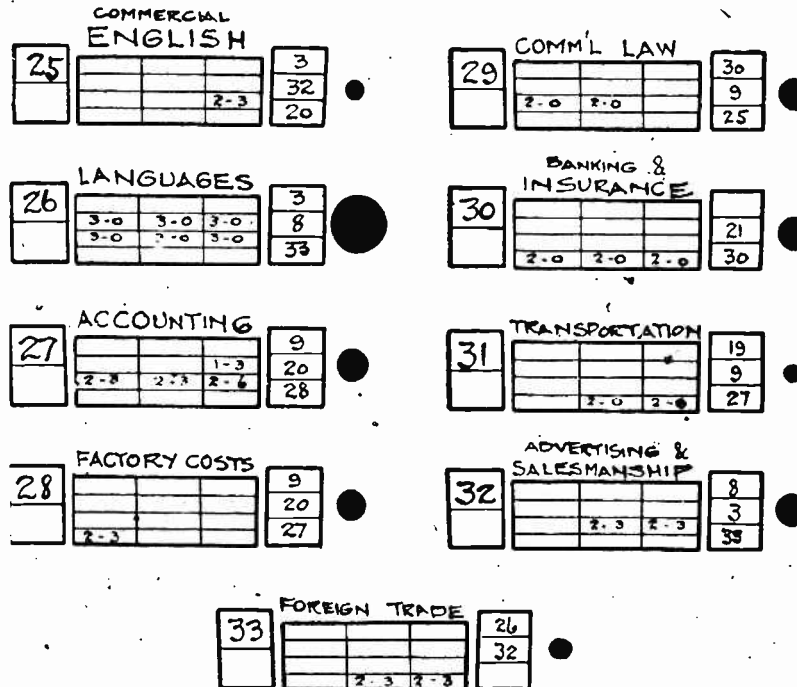 COMMERCIAL
ENGLISH
25
3
32
2-3
20
COMM'L LAW
29
30
9
2-0 2-0
25
LANGUAGES
26
3
3-0 3-0 3-0
8
3-0 3-0
33
BANKING &
INSURANCE
30
21
2-0 2-0 2-0
30
ACCOUNTING
27
9
1-3
20
2-3 2-3 2-6
28
TRANSPORTATION
31
19
9
2-0
27
FACTORY COSTS
28
9
20
2-3
27
ADVERTISING &
SALESMANSHIP
32
8
3
2-3 2-3
33
FOREIGN TRADE
33
26
32
2-3 2-3